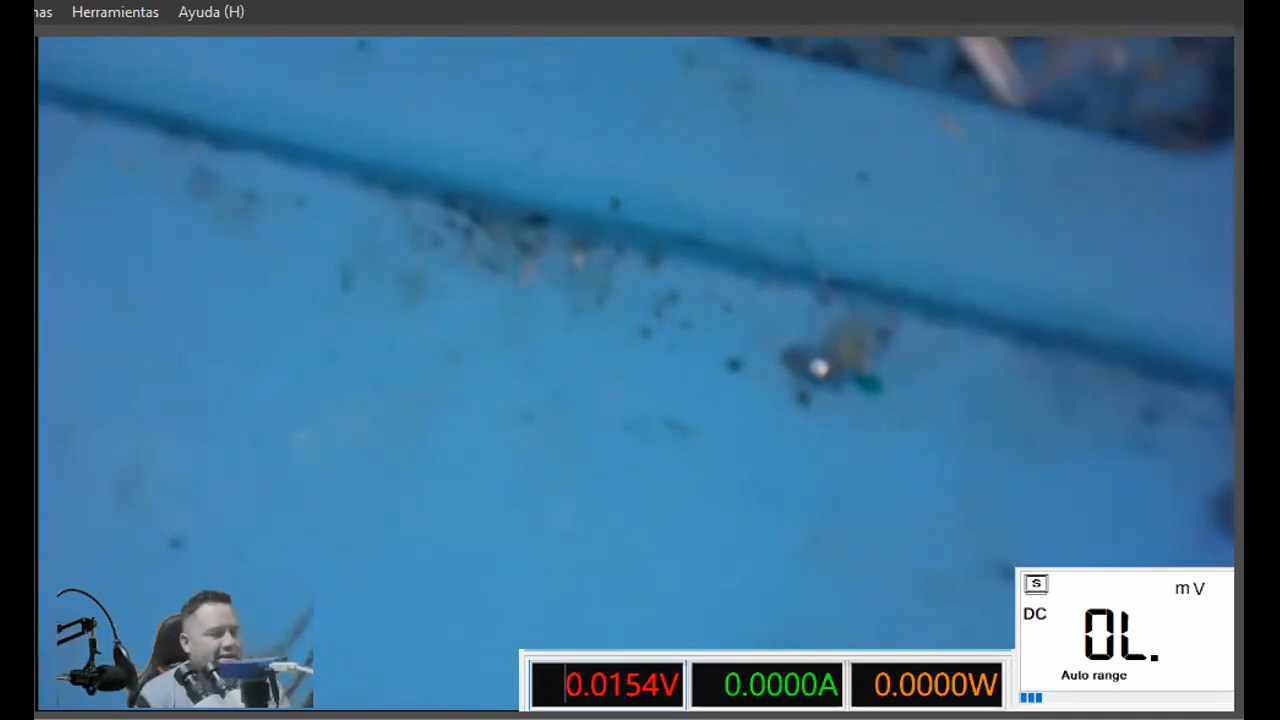 nas Herramientas Ayuda (H)
S
mV
DC
OL.
Auto range
0.0154V 0.0000A 0.0000W